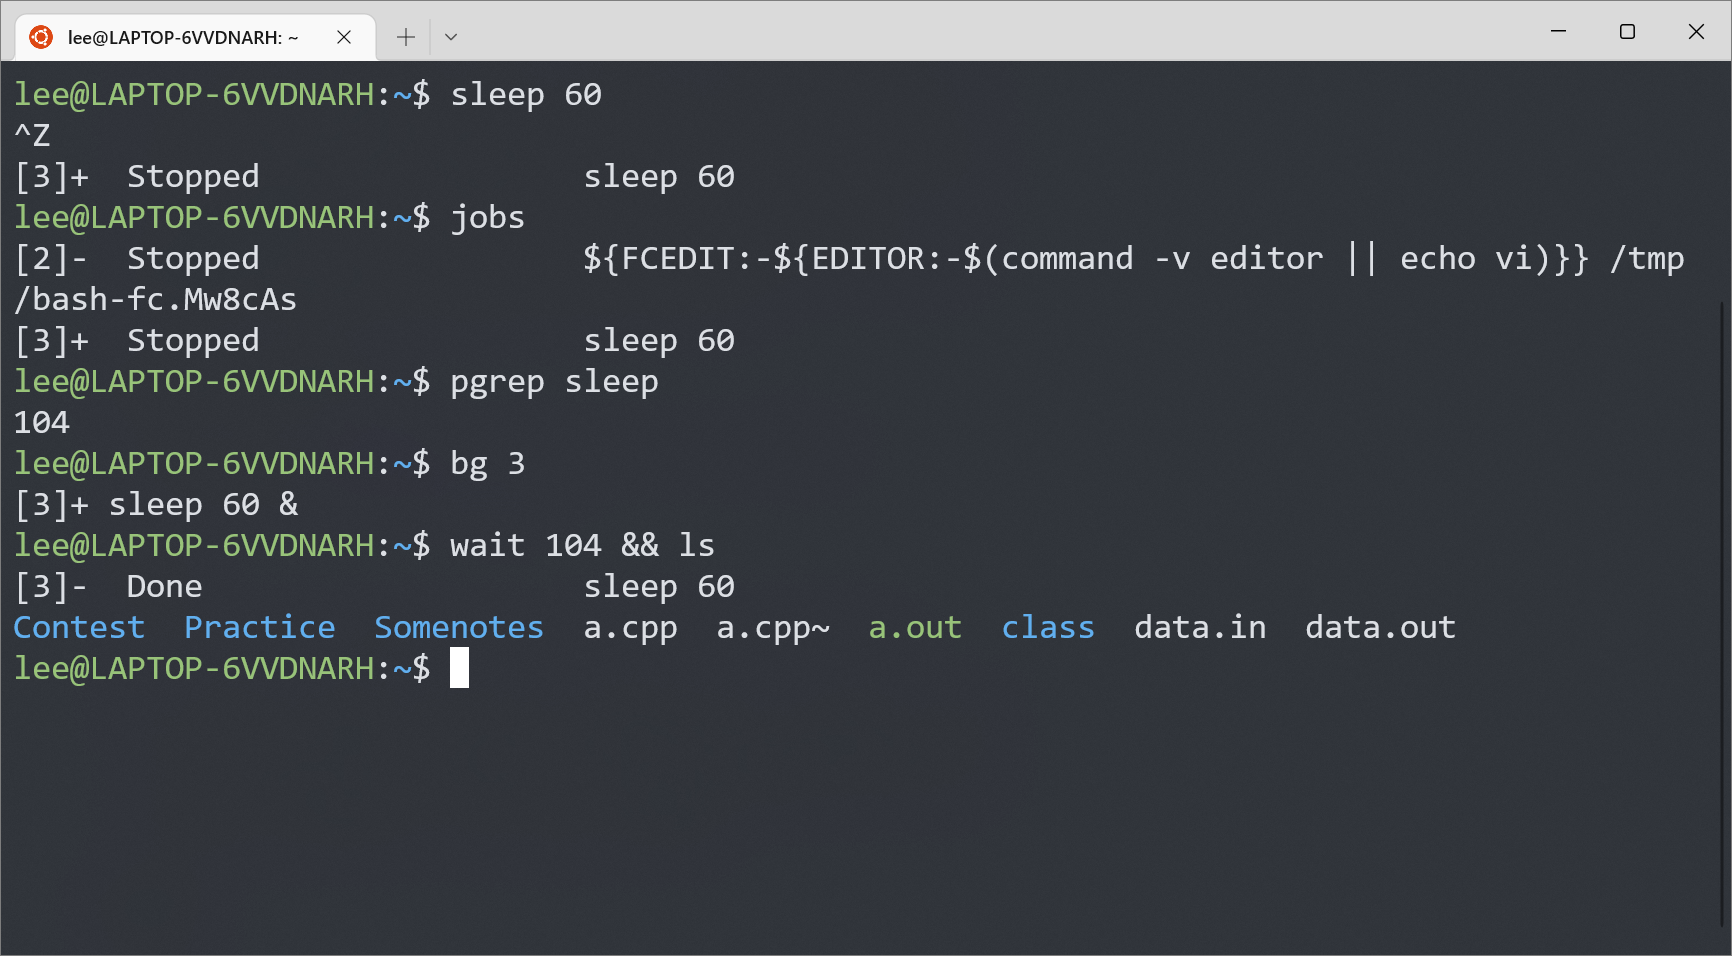 lee@LAPTOP-6VVDNARH: ~
lee@LAPTOP-6VVDNARH:~$ sleep 60
^Z
[3]+  Stopped                 sleep 60
lee@LAPTOP-6VVDNARH:~$ jobs
[2]-  Stopped                 ${FCEDIT:-${EDITOR:-$(command -v editor || echo vi)}} /tmp
/bash-fc.Mw8cAs
[3]+  Stopped                 sleep 60
lee@LAPTOP-6VVDNARH:~$ pgrep sleep
104
lee@LAPTOP-6VVDNARH:~$ bg 3
[3]+ sleep 60 &
lee@LAPTOP-6VVDNARH:~$ wait 104 && ls
[3]-  Done                    sleep 60
Contest  Practice  Somenotes  a.cpp  a.cpp~  a.out  class  data.in  data.out
lee@LAPTOP-6VVDNARH:~$